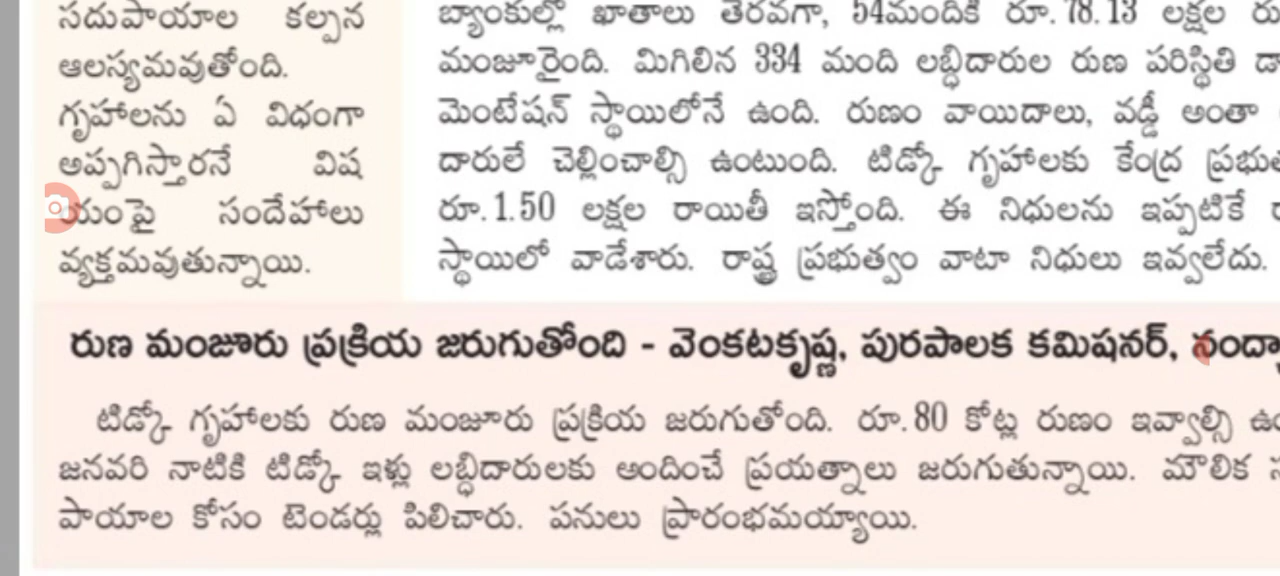 సదుపాయాల కల్పన
ఆలస్యమవుతోంది.
గృహాలను ఏ విధంగా
అప్పగిస్తారనే విష
యంపై సందేహాలు
వ్యక్తమవుతున్నాయి.
బ్యాంకుల్లో ఖాతాలు తెరవగా, 54మందికి రూ.78.13 లక్షల
మంజూరైంది. మిగిలిన 334 మంది లబ్ధిదారుల రుణ పరిస్థితి
మెంటేషన్ స్థాయిలోనే ఉంది. రుణం వాయిదాలు, వడ్డీ అంతా
దారులే చెల్లించాల్సి ఉంటుంది. టిడ్కో గృహాలకు కేంద్ర
రూ.1.50 లక్షల రాయితీ ఇస్తోంది. ఈ నిధులను ఇప్పటికే
స్థాయిలో వాడేశారు. రాష్ట్ర ప్రభుత్వం వాటా నిధులు ఇవ్వలేదు.
రుణ మంజూరు ప్రక్రియ జరుగుతోంది - వెంకటకృష్ణ, పురపాలక కమిషనర్,
టిడ్కో గృహాలకు రుణ మంజూరు ప్రక్రియ జరుగుతోంది. రూ.80 కోట్ల రుణం ఇవ్వాల్సి
జనవరి నాటికి టిడ్కో ఇళ్లు లబ్ధిదారులకు అందించే ప్రయత్నాలు జరుగుతున్నాయి. మౌలిక
పాయాల కోసం టెండర్లు పిలిచారు. పనులు ప్రారంభమయ్యాయి.